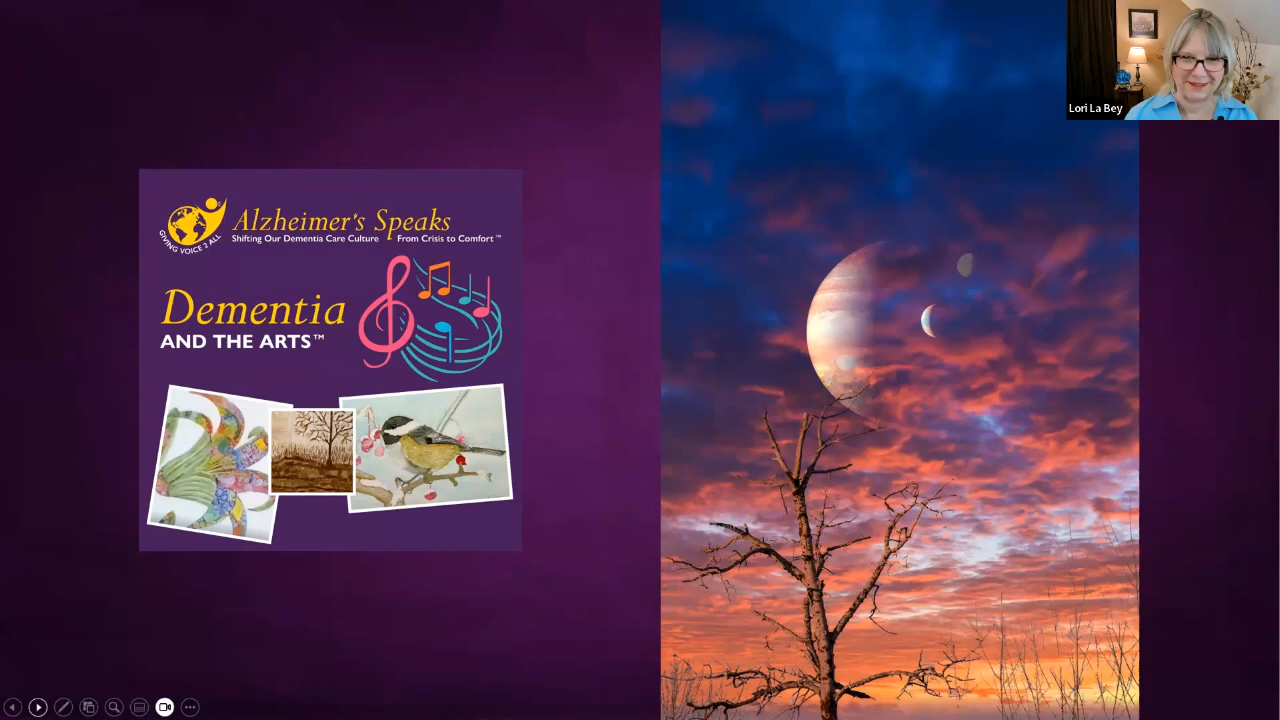 Alzheimer's Speaks
Shifting Our Dementia Care Culture From Crisis to Comfort™
GIVING VOICE 2 ALL
Dementia
AND THE ARTS™
Lori La Bey